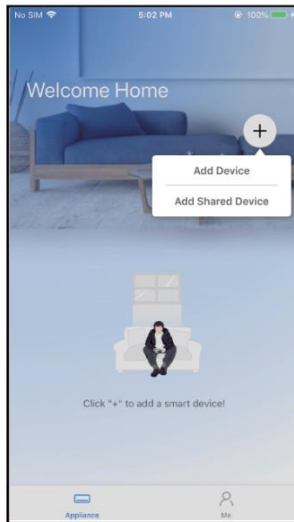 No SIM 5:02 PM 100%
Welcome Home
+
Add Device
Add Shared Device
Click "+" to add a smart device!
Appliance Me